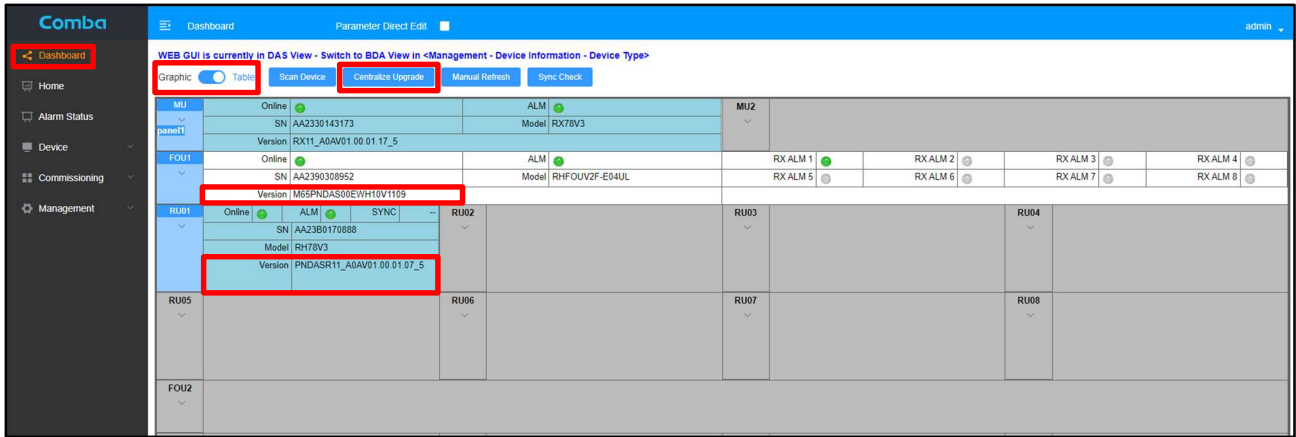 Comba
Dashboard
Parameter Direct Edit
admin
Dashboard
Home
Alarm Status
Device
Commissioning
Management
WEB GUI is currently in DAS View - Switch to BDA View in <Management - Device Information - Device Type>
Graphic Table Scan Device Centralize Upgrade Manual Refresh Sync Check
MU Online ALM MU2
panel1 SN AA2330143173 Model RX78V3
Version RX11_A0AV01.00.01.17_5
FOU1 Online ALM RX ALM 1 RX ALM 2 RX ALM 3 RX ALM 4
SN AA2390308952 Model RHFOUV2F-E04UL RX ALM 5 RX ALM 6 RX ALM 7 RX ALM 8
Version M65PNDAS00EWH10V1109
RU01 Online ALM SYNC -- RU02 RU03 RU04
SN AA23B0170888
Model RH78V3
Version PNDASR11_A0AV01.00.01.07_5
RU05 RU06 RU07 RU08
FOU2